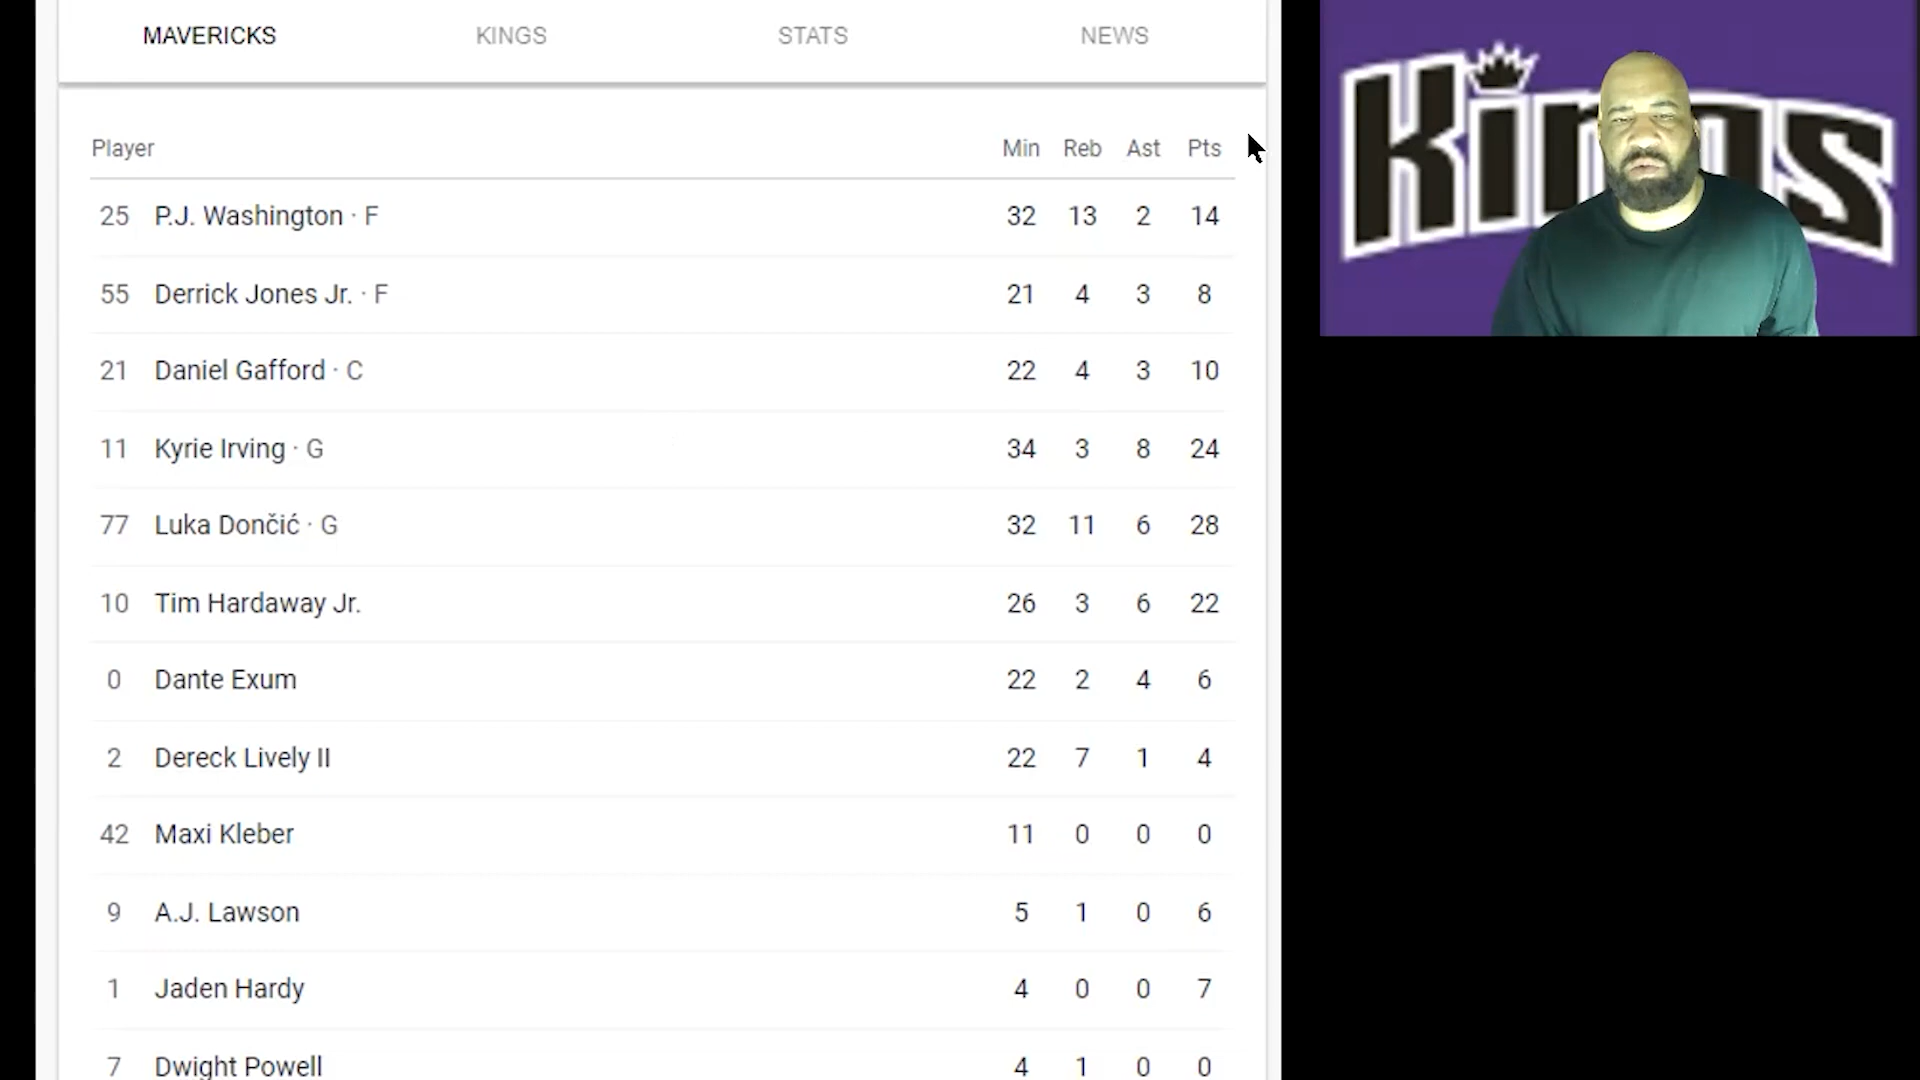 MAVERICKS KINGS STATS NEWS
Player Min Reb Ast Pts
25 P.J. Washington · F 32 13 2 14
55 Derrick Jones Jr. · F 21 4 3 8
21 Daniel Gafford · C 22 4 3 10
11 Kyrie Irving · G 34 3 8 24
77 Luka Dončić · G 32 11 6 28
10 Tim Hardaway Jr. 26 3 6 22
0 Dante Exum 22 2 4 6
2 Dereck Lively II 22 7 1 4
42 Maxi Kleber 11 0 0 0
9 A.J. Lawson 5 1 0 6
1 Jaden Hardy 4 0 0 7
7 Dwight Powell 4 1 0 0
Kings